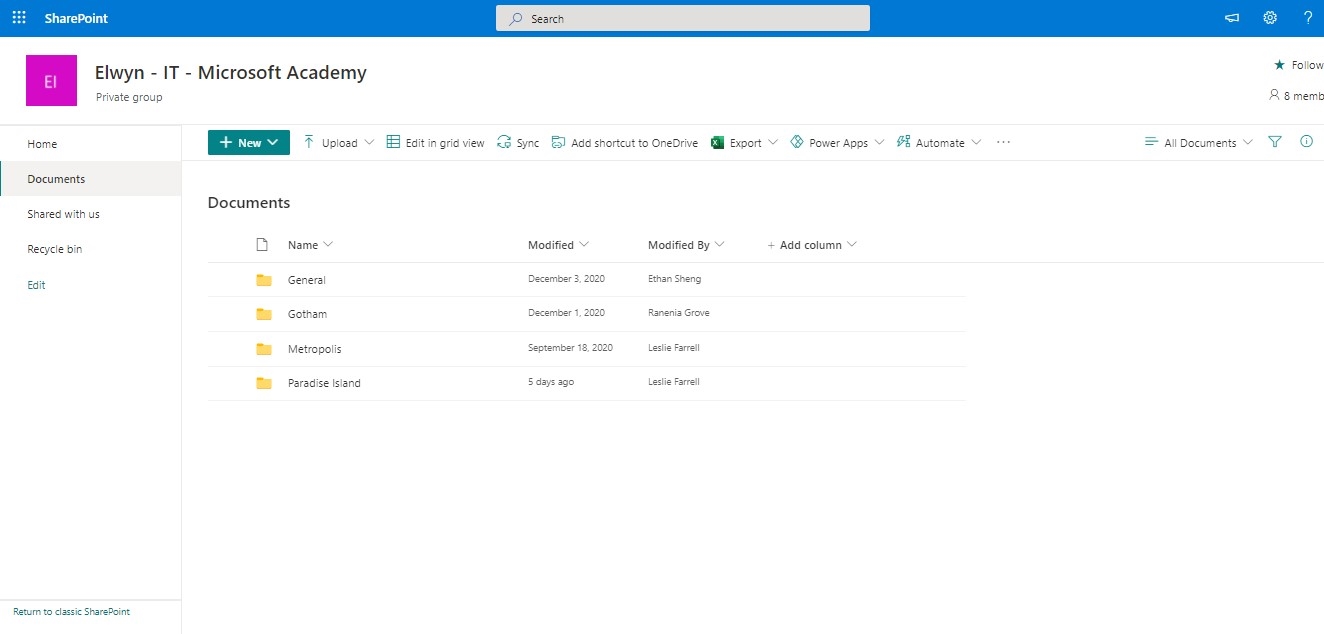 SharePoint
Search
?
EI
Elwyn - IT - Microsoft Academy
Private group
Follow
8 memb
Home
Documents
Shared with us
Recycle bin
Edit
Return to classic SharePoint
+ New
Upload
Edit in grid view
Sync
Add shortcut to OneDrive
Export
Power Apps
Automate
...
All Documents
Documents
Name Modified Modified By + Add column
General December 3, 2020 Ethan Sheng
Gotham December 1, 2020 Ranenia Grove
Metropolis September 18, 2020 Leslie Farrell
Paradise Island 5 days ago Leslie Farrell